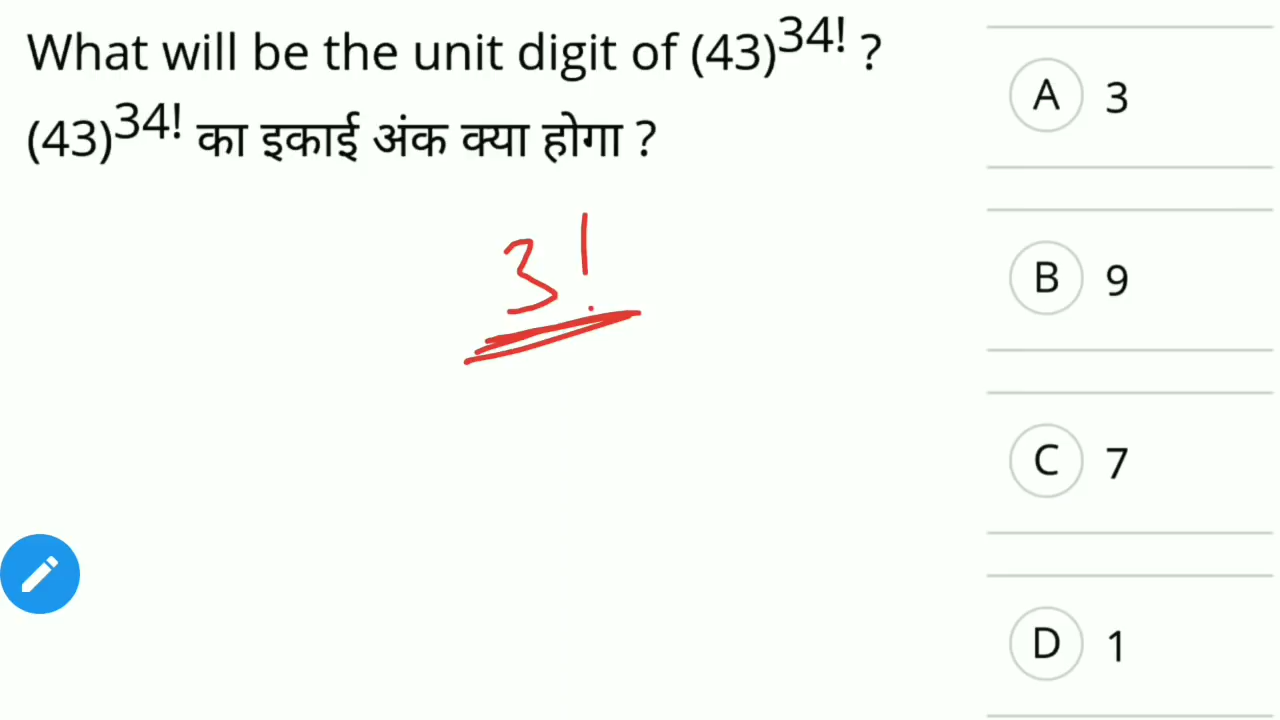 What will be the unit digit of (43)^34! ?
(43)^34! का इकाई अंक क्या होगा ?
3!
A 3
B 9
C 7
D 1